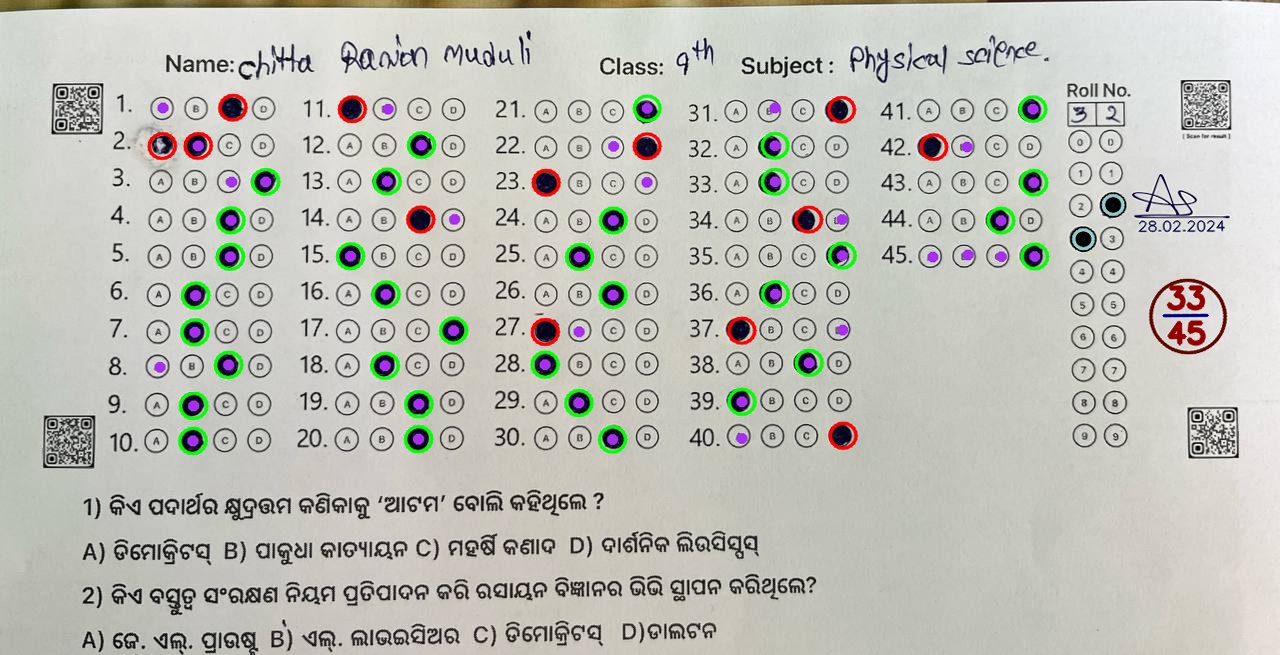 Name: Chitta Ranjan Muduli Class: 9th Subject: Physical science.
Roll No.
3 2
[ Scan for result ]
1. A B C D 11. A B C D 21. A B C D 31. A B C D 41. A B C D
2. A B C D 12. A B C D 22. A B C D 32. A B C D 42. A B C D
3. A B C D 13. A B C D 23. A B C D 33. A B C D 43. A B C D
4. A B C D 14. A B C D 24. A B C D 34. A B C D 44. A B C D
5. A B C D 15. A B C D 25. A B C D 35. A B C D 45. A B C D
6. A B C D 16. A B C D 26. A B C D 36. A B C D
7. A B C D 17. A B C D 27. A B C D 37. A B C D
8. A B C D 18. A B C D 28. A B C D 38. A B C D
9. A B C D 19. A B C D 29. A B C D 39. A B C D
10. A B C D 20. A B C D 30. A B C D 40. A B C D
0 0
1 1
2
3
4 4
5 5
6 6
7 7
8 8
9 9
28.02.2024
33
45
1) କିଏ ପଦାର୍ଥର କ୍ଷୁଦ୍ରତ୍ତମ କଣିକାକୁ ‘ଆଟମ’ ବୋଲି କହିଥିଲେ ?
A) ଡିମୋକ୍ରିଟସ୍ B) ପାକୁଧା କାତ୍ୟାୟନ C) ମହର୍ଷି କଣାଦ D) ଦାର୍ଶନିକ ଲିଉସିପ୍ପସ୍
2) କିଏ ବସ୍ତୁତ୍ୱ ସଂରକ୍ଷଣ ନିୟମ ପ୍ରତିପାଦନ କରି ରସାୟନ ବିଜ୍ଞାନର ଭିଭି ସ୍ଥାପନ କରିଥିଲେ?
A) ଜେ. ଏଲ୍. ପ୍ରାଉଷ୍ଟ B) ଏଲ୍. ଲାଭଇସିଅର C) ଡିମୋକ୍ରିଟସ୍ D)ଡାଲଟନ